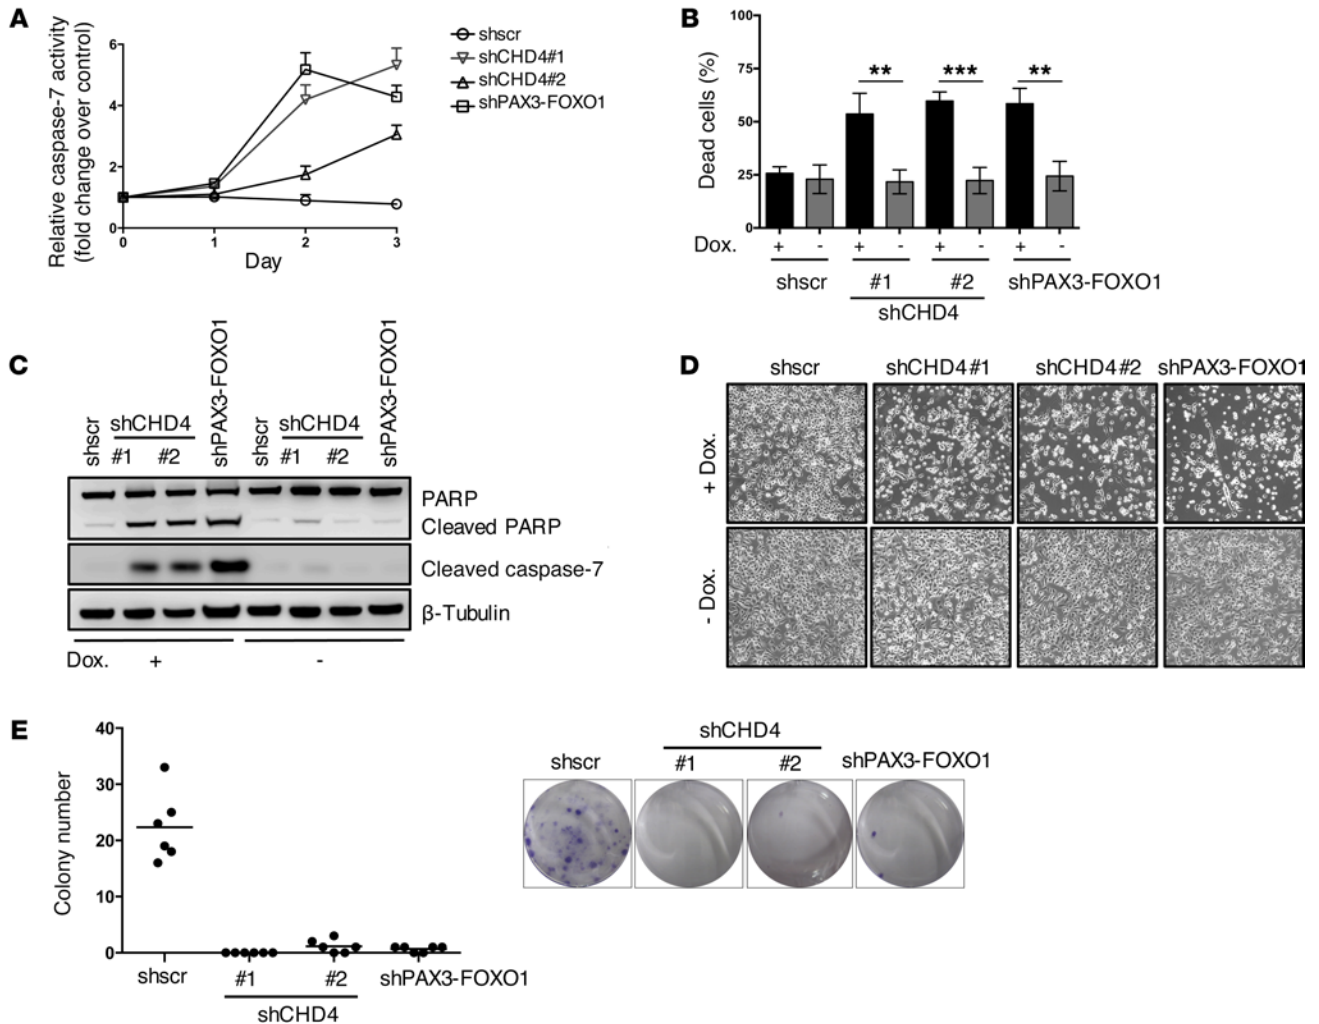 A
Relative caspase-7 activity
(fold change over control)
6
4
2
0
0 1 2 3
Day
shscr
shCHD4#1
shCHD4#2
shPAX3-FOXO1
B
Dead cells (%)
100
75
50
25
0
** *** **
Dox. + - + - + - + -
shscr #1 #2 shPAX3-FOXO1
shCHD4
C
shscr
shCHD4
#1 #2
shPAX3-FOXO1
shscr
shCHD4
#1 #2
shPAX3-FOXO1
PARP
Cleaved PARP
Cleaved caspase-7
β-Tubulin
Dox. + -
D
shscr shCHD4#1 shCHD4#2 shPAX3-FOXO1
+ Dox.
- Dox.
E
Colony number
40
30
20
10
0
shscr #1 #2 shPAX3-FOXO1
shCHD4
shCHD4
shscr #1 #2 shPAX3-FOXO1